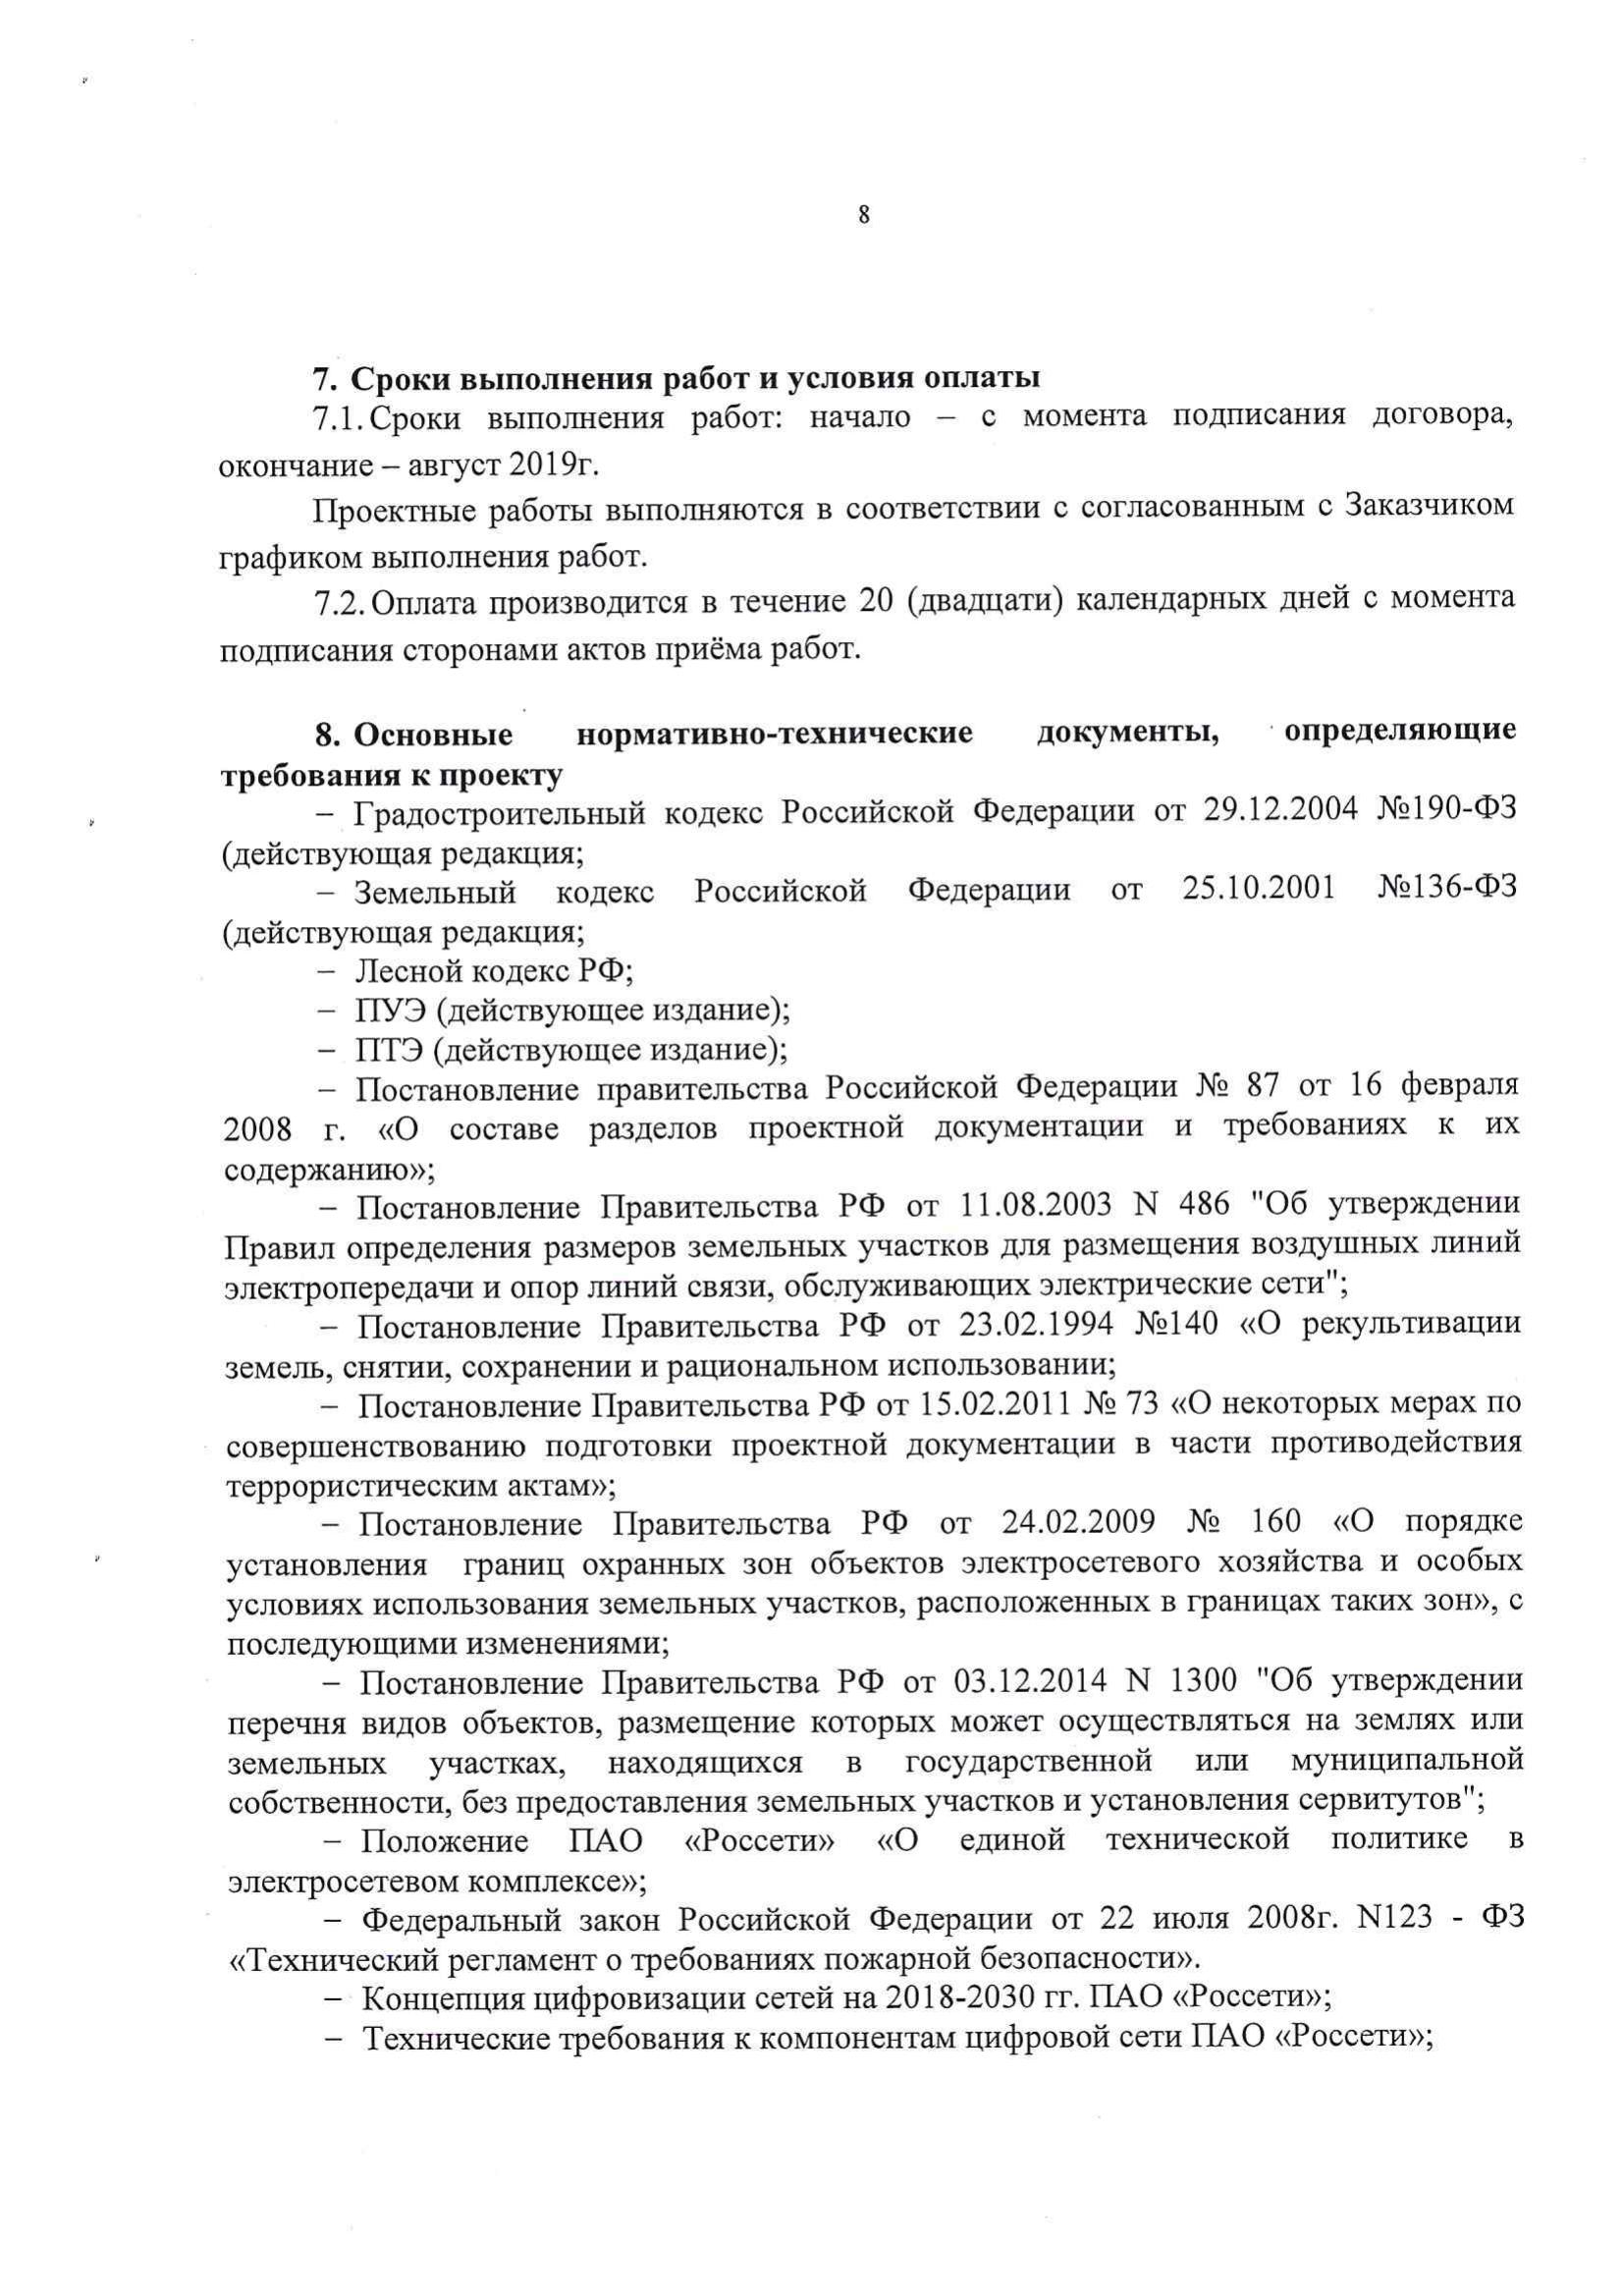 8
7. Сроки выполнения работ и условия оплаты
7.1. Сроки выполнения работ: начало – с момента подписания договора,
окончание – август 2019г.
Проектные работы выполняются в соответствии с согласованным с Заказчиком
графиком выполнения работ.
7.2. Оплата производится в течение 20 (двадцати) календарных дней с момента
подписания сторонами актов приёма работ.
8. Основные нормативно-технические документы, определяющие
требования к проекту
– Градостроительный кодекс Российской Федерации от 29.12.2004 №190-ФЗ
(действующая редакция;
– Земельный кодекс Российской Федерации от 25.10.2001 №136-ФЗ
(действующая редакция;
– Лесной кодекс РФ;
– ПУЭ (действующее издание);
– ПТЭ (действующее издание);
– Постановление правительства Российской Федерации № 87 от 16 февраля
2008 г. «О составе разделов проектной документации и требованиях к их
содержанию»;
– Постановление Правительства РФ от 11.08.2003 N 486 "Об утверждении
Правил определения размеров земельных участков для размещения воздушных линий
электропередачи и опор линий связи, обслуживающих электрические сети";
– Постановление Правительства РФ от 23.02.1994 №140 «О рекультивации
земель, снятии, сохранении и рациональном использовании;
– Постановление Правительства РФ от 15.02.2011 № 73 «О некоторых мерах по
совершенствованию подготовки проектной документации в части противодействия
террористическим актам»;
– Постановление Правительства РФ от 24.02.2009 № 160 «О порядке
установления границ охранных зон объектов электросетевого хозяйства и особых
условиях использования земельных участков, расположенных в границах таких зон», с
последующими изменениями;
– Постановление Правительства РФ от 03.12.2014 N 1300 "Об утверждении
перечня видов объектов, размещение которых может осуществляться на землях или
земельных участках, находящихся в государственной или муниципальной
собственности, без предоставления земельных участков и установления сервитутов";
– Положение ПАО «Россети» «О единой технической политике в
электросетевом комплексе»;
– Федеральный закон Российской Федерации от 22 июля 2008г. N123 - ФЗ
«Технический регламент о требованиях пожарной безопасности».
– Концепция цифровизации сетей на 2018-2030 гг. ПАО «Россети»;
– Технические требования к компонентам цифровой сети ПАО «Россети»;